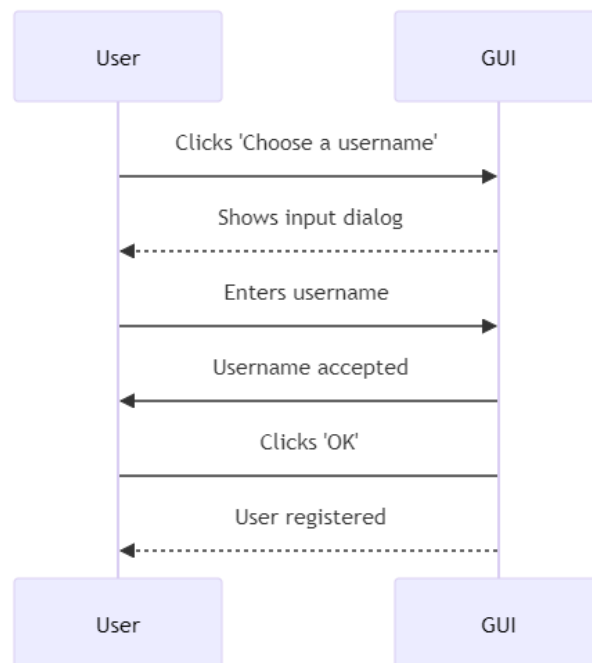 User GUI
Clicks 'Choose a username'
Shows input dialog
Enters username
Username accepted
Clicks 'OK'
User registered
User GUI